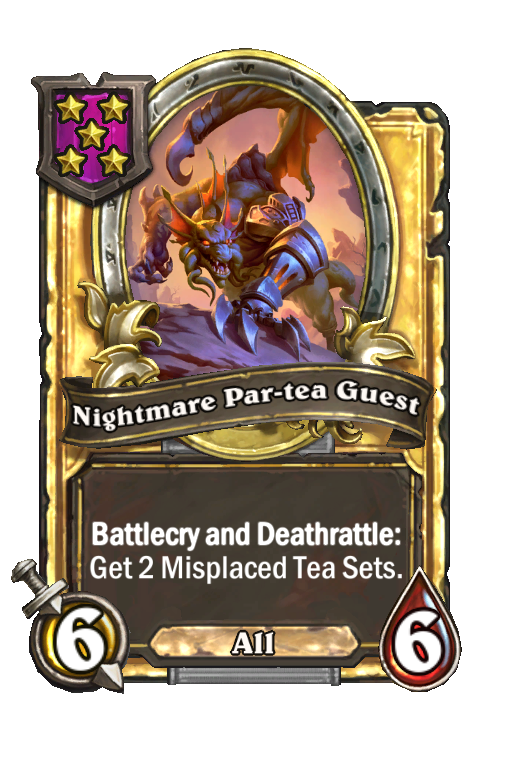 Nightmare Par-tea Guest
Battlecry and Deathrattle:
Get 2 Misplaced Tea Sets.
6
All
6